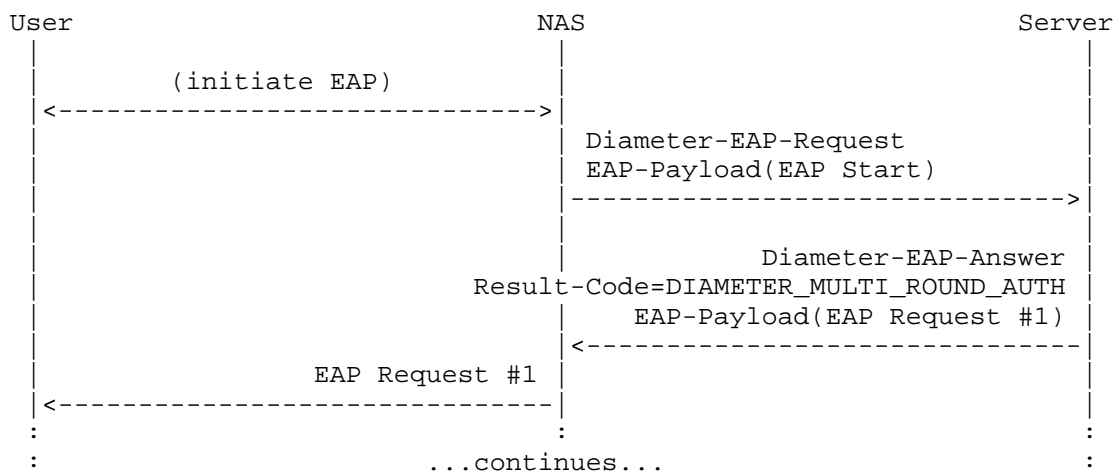 User NAS Server
(initiate EAP)
Diameter-EAP-Request
EAP-Payload(EAP Start)
Diameter-EAP-Answer
Result-Code=DIAMETER_MULTI_ROUND_AUTH
EAP-Payload(EAP Request #1)
EAP Request #1
...continues...